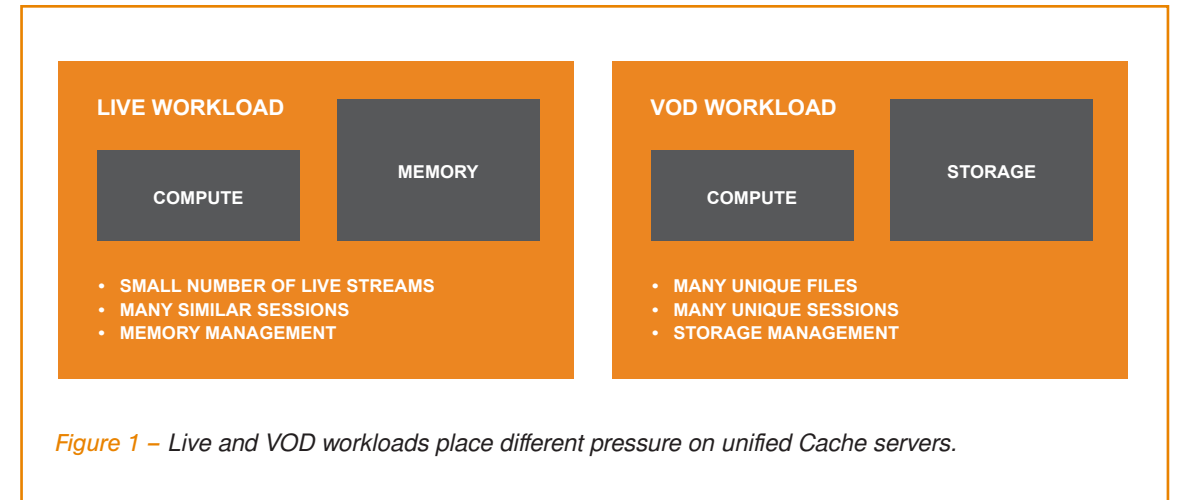 LIVE WORKLOAD
COMPUTE
MEMORY
• SMALL NUMBER OF LIVE STREAMS
• MANY SIMILAR SESSIONS
• MEMORY MANAGEMENT
VOD WORKLOAD
COMPUTE
STORAGE
• MANY UNIQUE FILES
• MANY UNIQUE SESSIONS
• STORAGE MANAGEMENT
Figure 1 – Live and VOD workloads place different pressure on unified Cache servers.